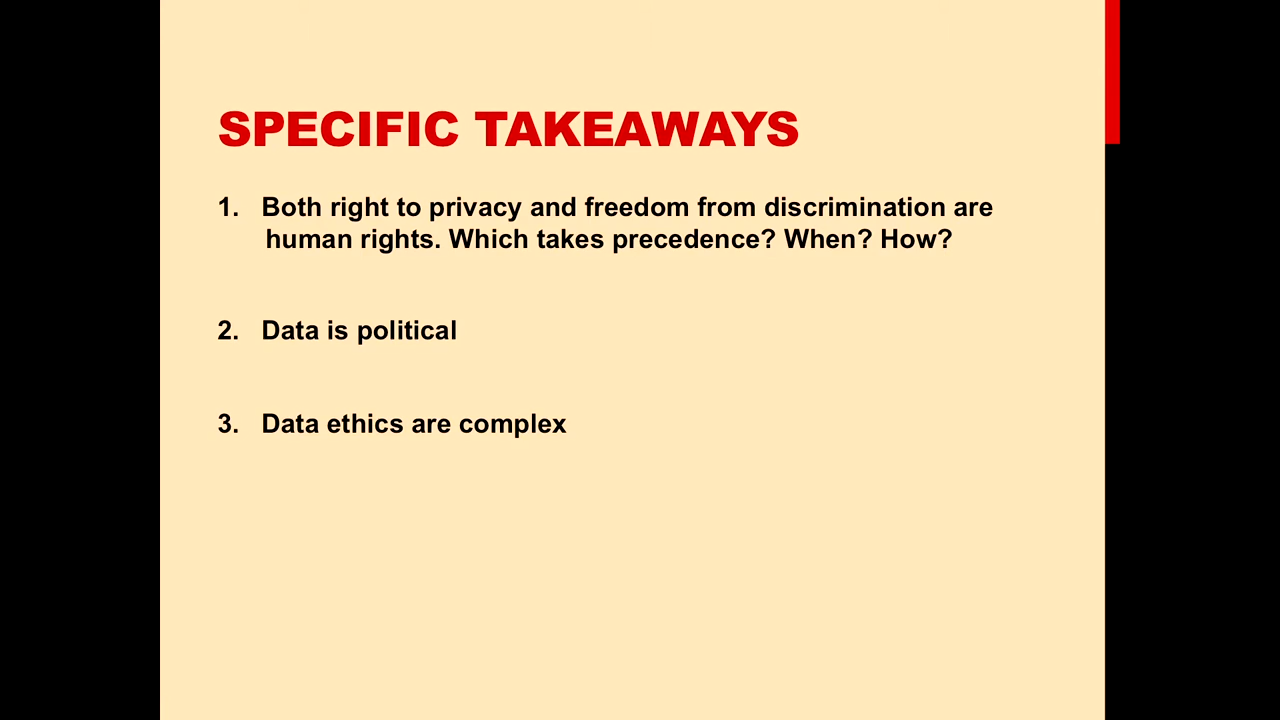 SPECIFIC TAKEAWAYS
1. Both right to privacy and freedom from discrimination are
human rights. Which takes precedence? When? How?
2. Data is political
3. Data ethics are complex